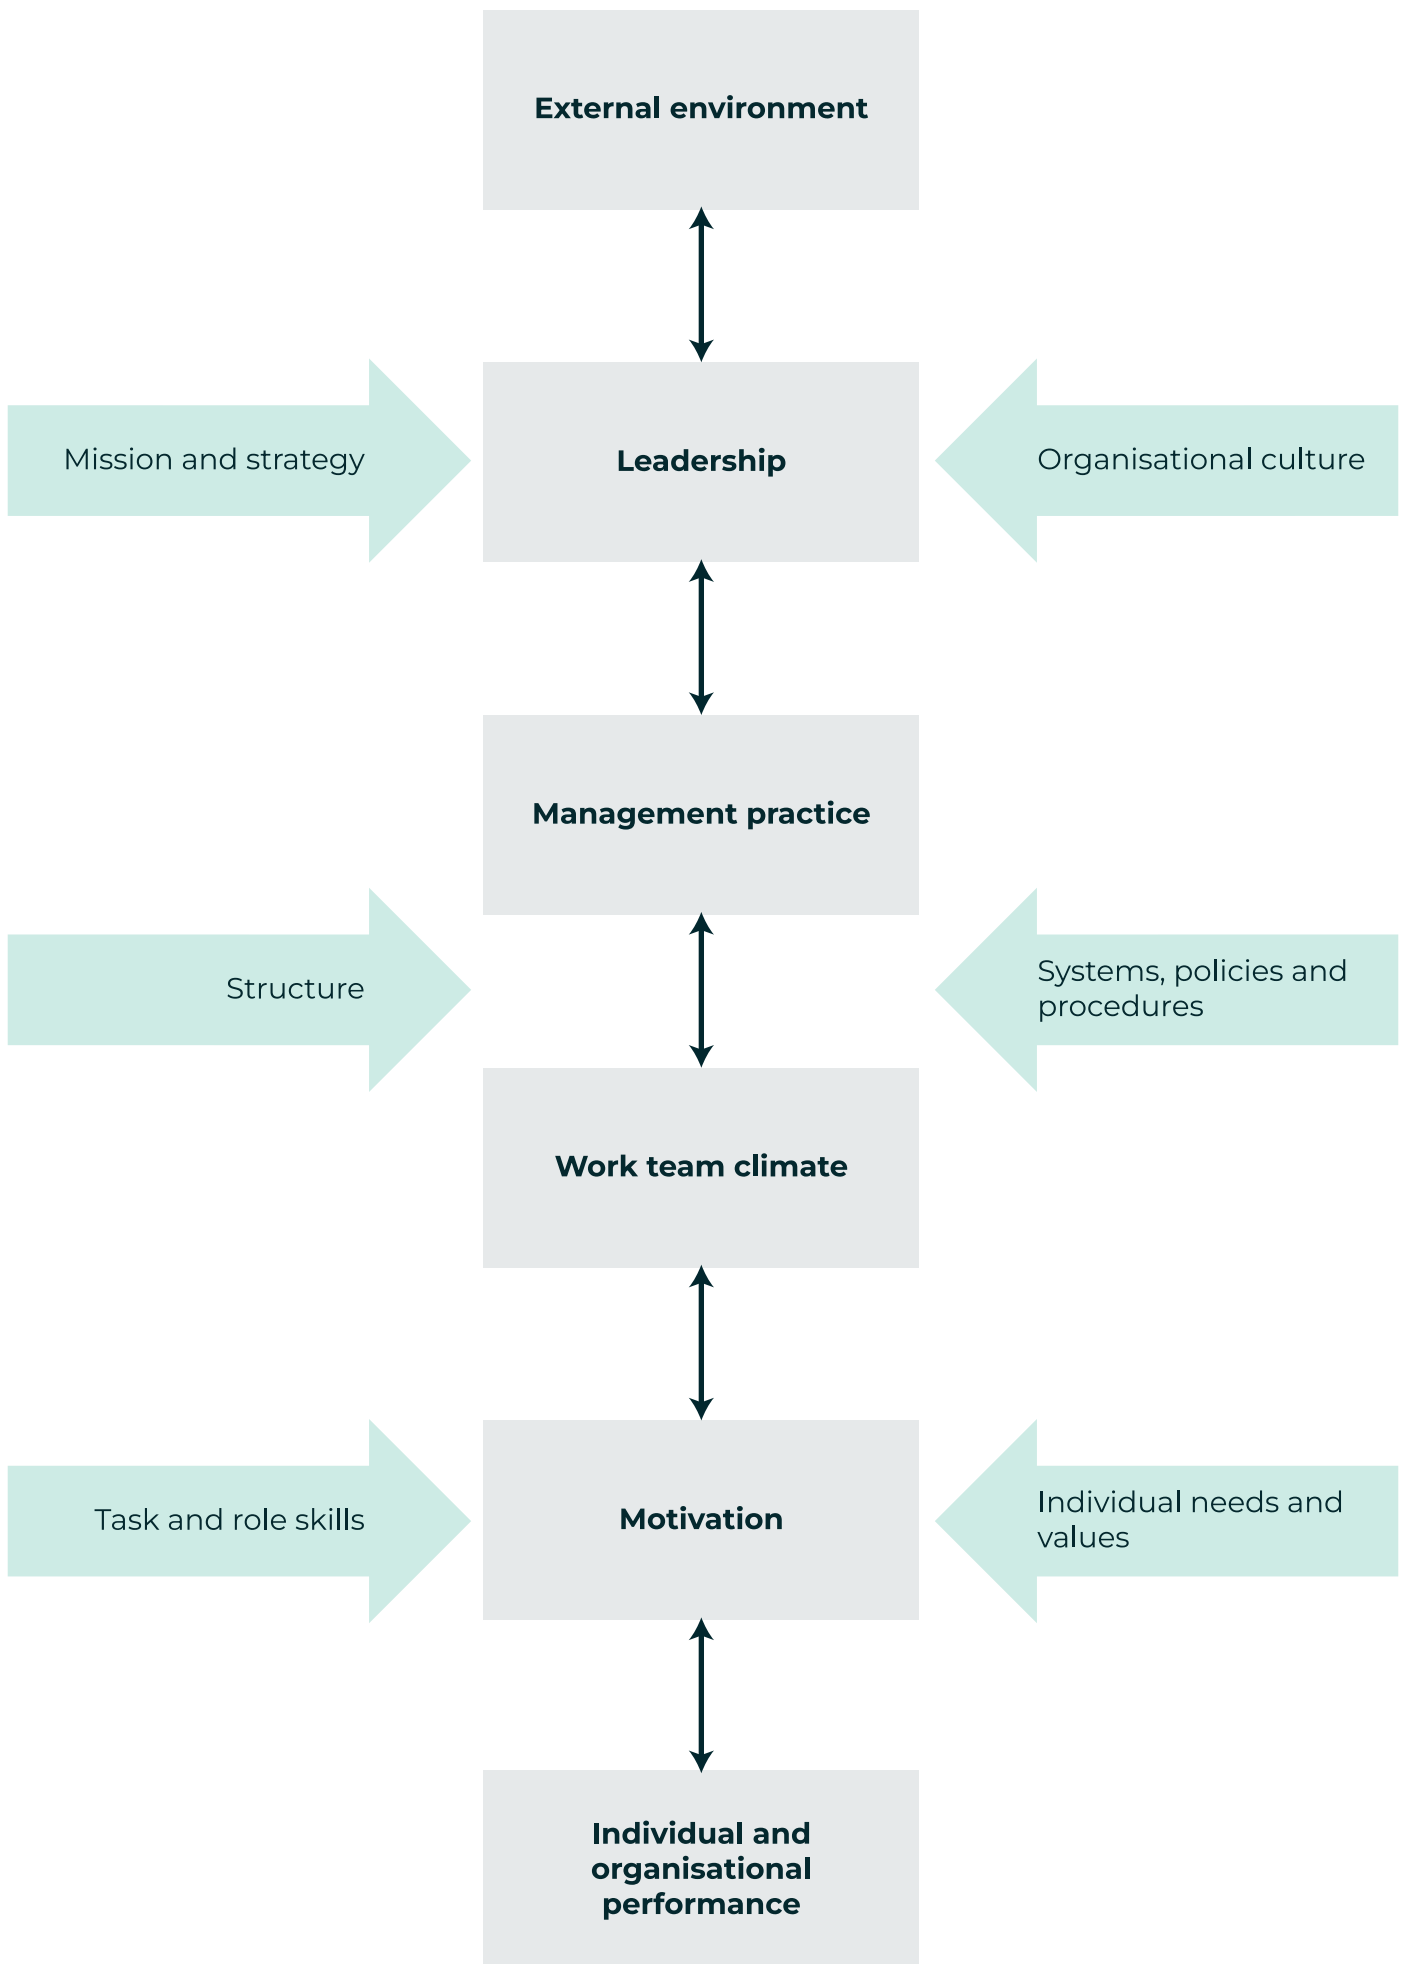 External environment
Mission and strategy
Leadership
Organisational culture
Management practice
Structure
Systems, policies and
procedures
Work team climate
Task and role skills
Motivation
Individual needs and
values
Individual and
organisational
performance